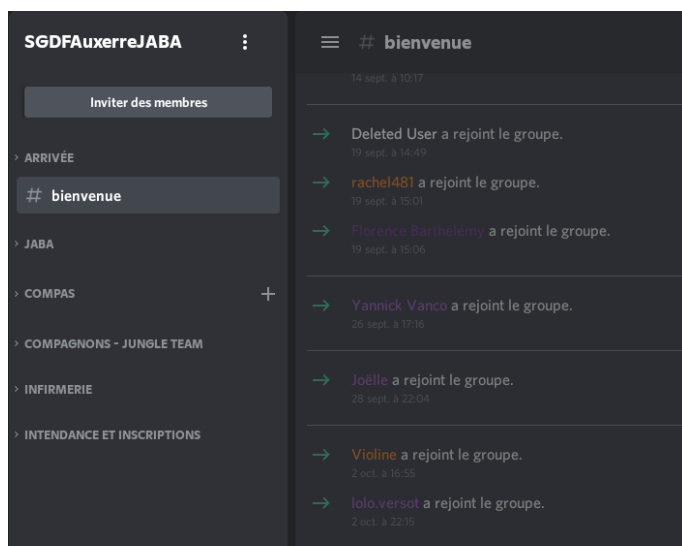 SGDFAuxerreJABA
Inviter des membres
ARRIVÉE
# bienvenue
JABA
COMPAS
COMPAGNONS - JUNGLE TEAM
INFIRMERIE
INTENDANCE ET INSCRIPTIONS
# bienvenue
14 sept. à 10:17
Deleted User a rejoint le groupe.
19 sept. à 14:49
rachel481 a rejoint le groupe.
19 sept. à 15:01
Florence Barthélémy a rejoint le groupe.
19 sept. à 15:06
Yannick Vanco a rejoint le groupe.
26 sept. à 17:16
Joëlle a rejoint le groupe.
28 sept. à 22:04
Violine a rejoint le groupe.
2 oct. à 16:55
lolo.versot a rejoint le groupe.
2 oct. à 22:15